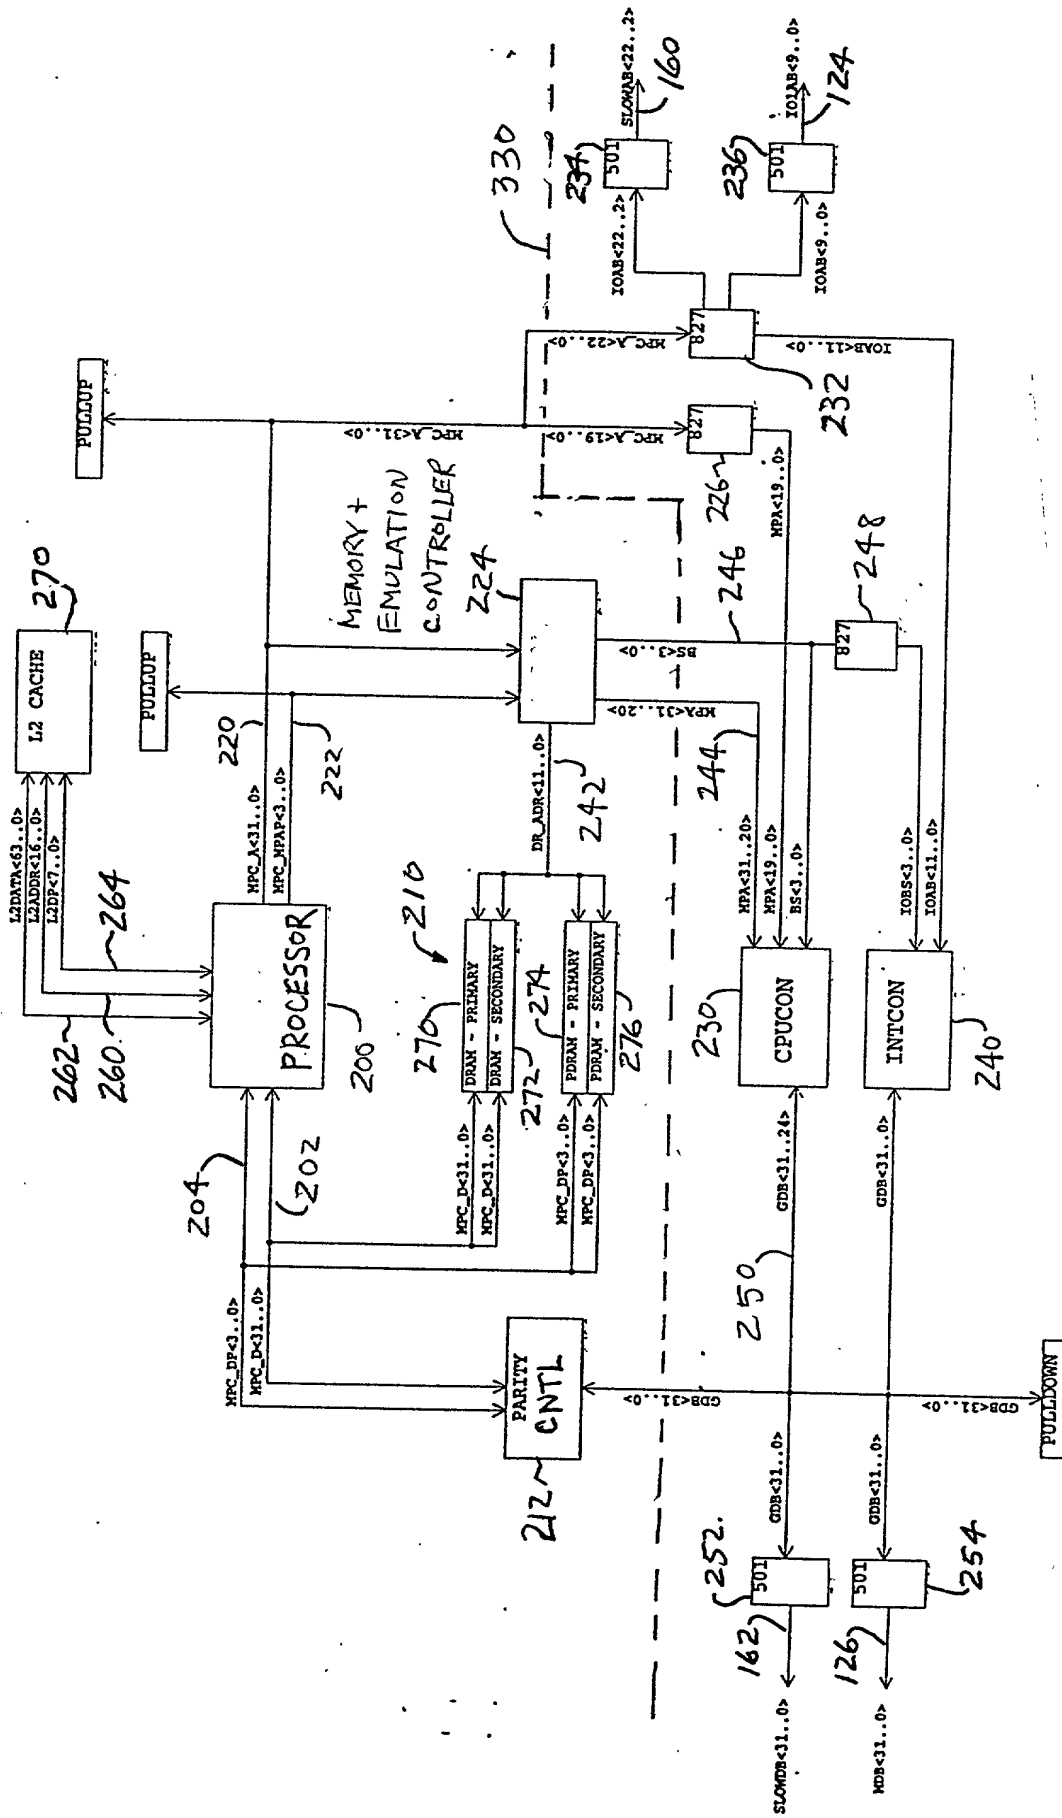 L2 CACHE
270
L2DATA<63..0>
L2ADDR<16..0>
L2DP<7..0>
262
260
264
PULLUP
PULLUP
220
222
MPC_A<31..0>
MPC_MPAP<3..0>
PROCESSOR
200
204
202
MPC_DP<3..0>
MPC_D<31..0>
MPC_A<31..0>
MEMORY +
EMULATION
CONTROLLER
224
330
210
270
DRAM - PRIMARY
DRAM - SECONDARY
272
274
PDRAM - PRIMARY
PDRAM - SECONDARY
276
MPC_D<31..0>
MPC_D<31..0>
MPC_DP<3..0>
MPC_DP<3..0>
DR_ADR<11..0>
242
PARITY
CNTL
212
MPC_A<22..0>
MPC_A<19..0>
827
226
827
232
IOAB<22..2>
234
501
SLOWAB<22..2>
160
IOAB<9..0>
236
501
IO1AB<9..0>
124
IOAB<11..0>
MPA<19..0>
BS<3..0>
246
MPA<31..20>
244
827
248
MPA<31..20>
MPA<19..0>
BS<3..0>
230
CPUCON
IOBS<3..0>
IOAB<11..0>
INTCON
240
GDB<31..24>
250
GDB<31..0>
GDB<31..0>
GDB<31..0>
PULLDOWN
GDB<31..0>
GDB<31..0>
252
501
162
SLOWDB<31..0>
501
254
126
MDB<31..0>